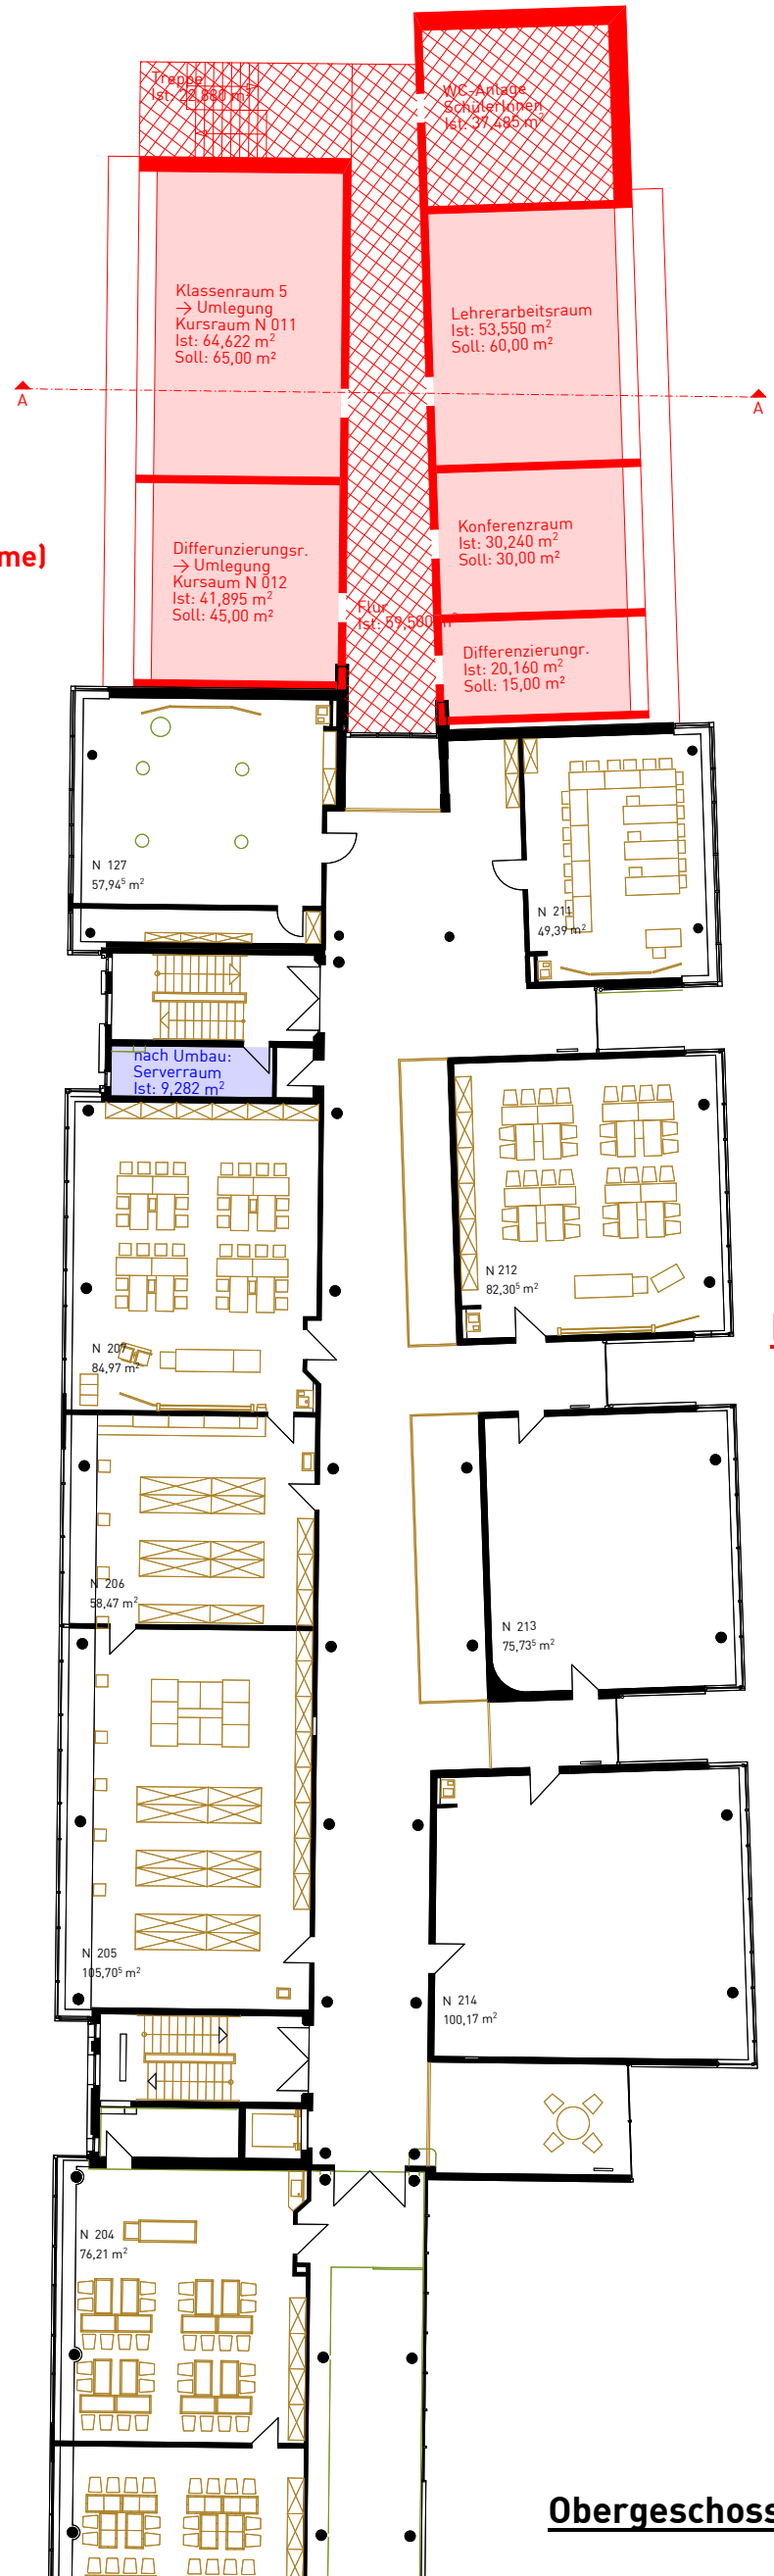 Treppe
Ist: 22,880 m²
WC-Anlage
SchülerInnen
Ist: 37,485 m²
Klassenraum 5
→ Umlegung
Kursraum N 011
Ist: 64,622 m²
Soll: 65,00 m²
Lehrerarbeitsraum
Ist: 53,550 m²
Soll: 60,00 m²
A
A
Konferenzraum
Ist: 30,240 m²
Soll: 30,00 m²
me)
Differunzierungsr.
→ Umlegung
Kursaum N 012
Ist: 41,895 m²
Soll: 45,00 m²
Flur
Ist: 59,500 m²
Differenzierungr.
Ist: 20,160 m²
Soll: 15,00 m²
N 127
57,94⁵ m²
N 211
49,39 m²
nach Umbau:
Serverraum
Ist: 9,282 m²
N 212
82,30⁵ m²
N 207
84,97 m²
N 206
58,47 m²
N 213
75,73⁵ m²
N 205
105,70⁵ m²
N 214
100,17 m²
N 204
76,21 m²
Obergeschoss